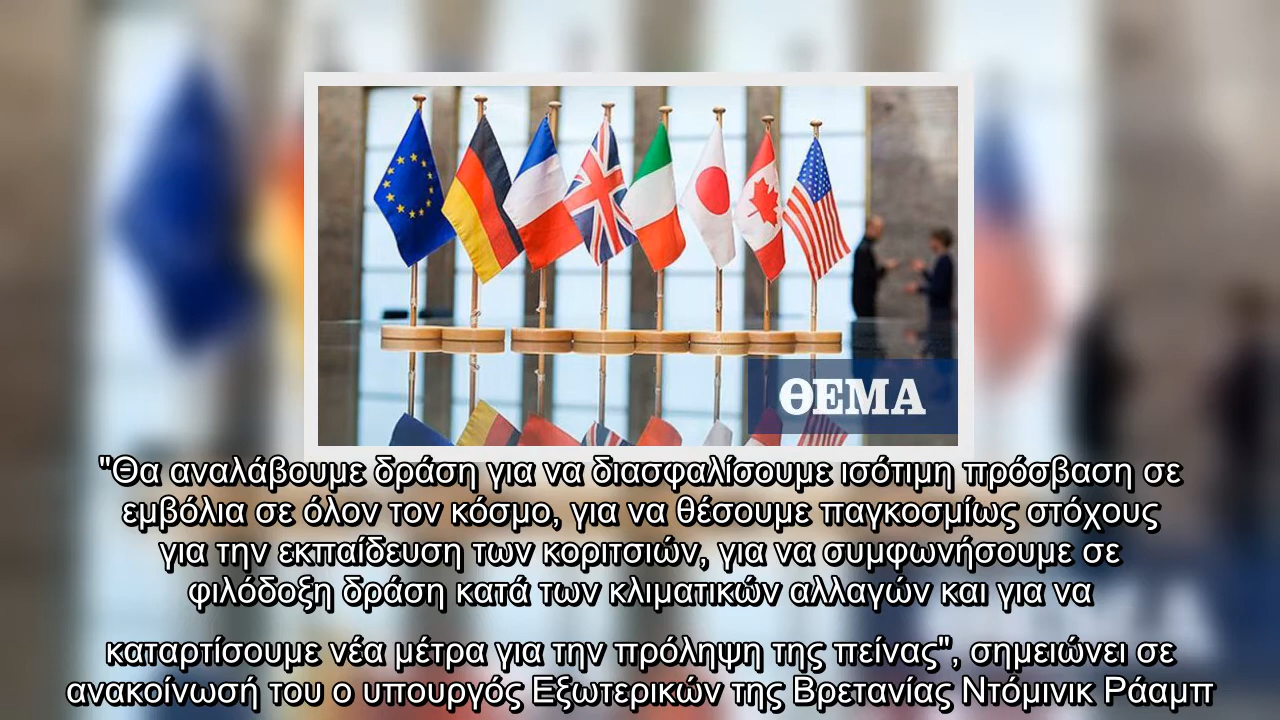 ΘΕΜΑ
"Θα αναλάβουμε δράση για να διασφαλίσουμε ισότιμη πρόσβαση σε
εμβόλια σε όλον τον κόσμο, για να θέσουμε παγκοσμίως στόχους
για την εκπαίδευση των κοριτσιών, για να συμφωνήσουμε σε
φιλόδοξη δράση κατά των κλιματικών αλλαγών και για να
καταρτίσουμε νέα μέτρα για την πρόληψη της πείνας", σημειώνει σε
ανακοίνωσή του ο υπουργός Εξωτερικών της Βρετανίας Ντόμινικ Ράαμπ